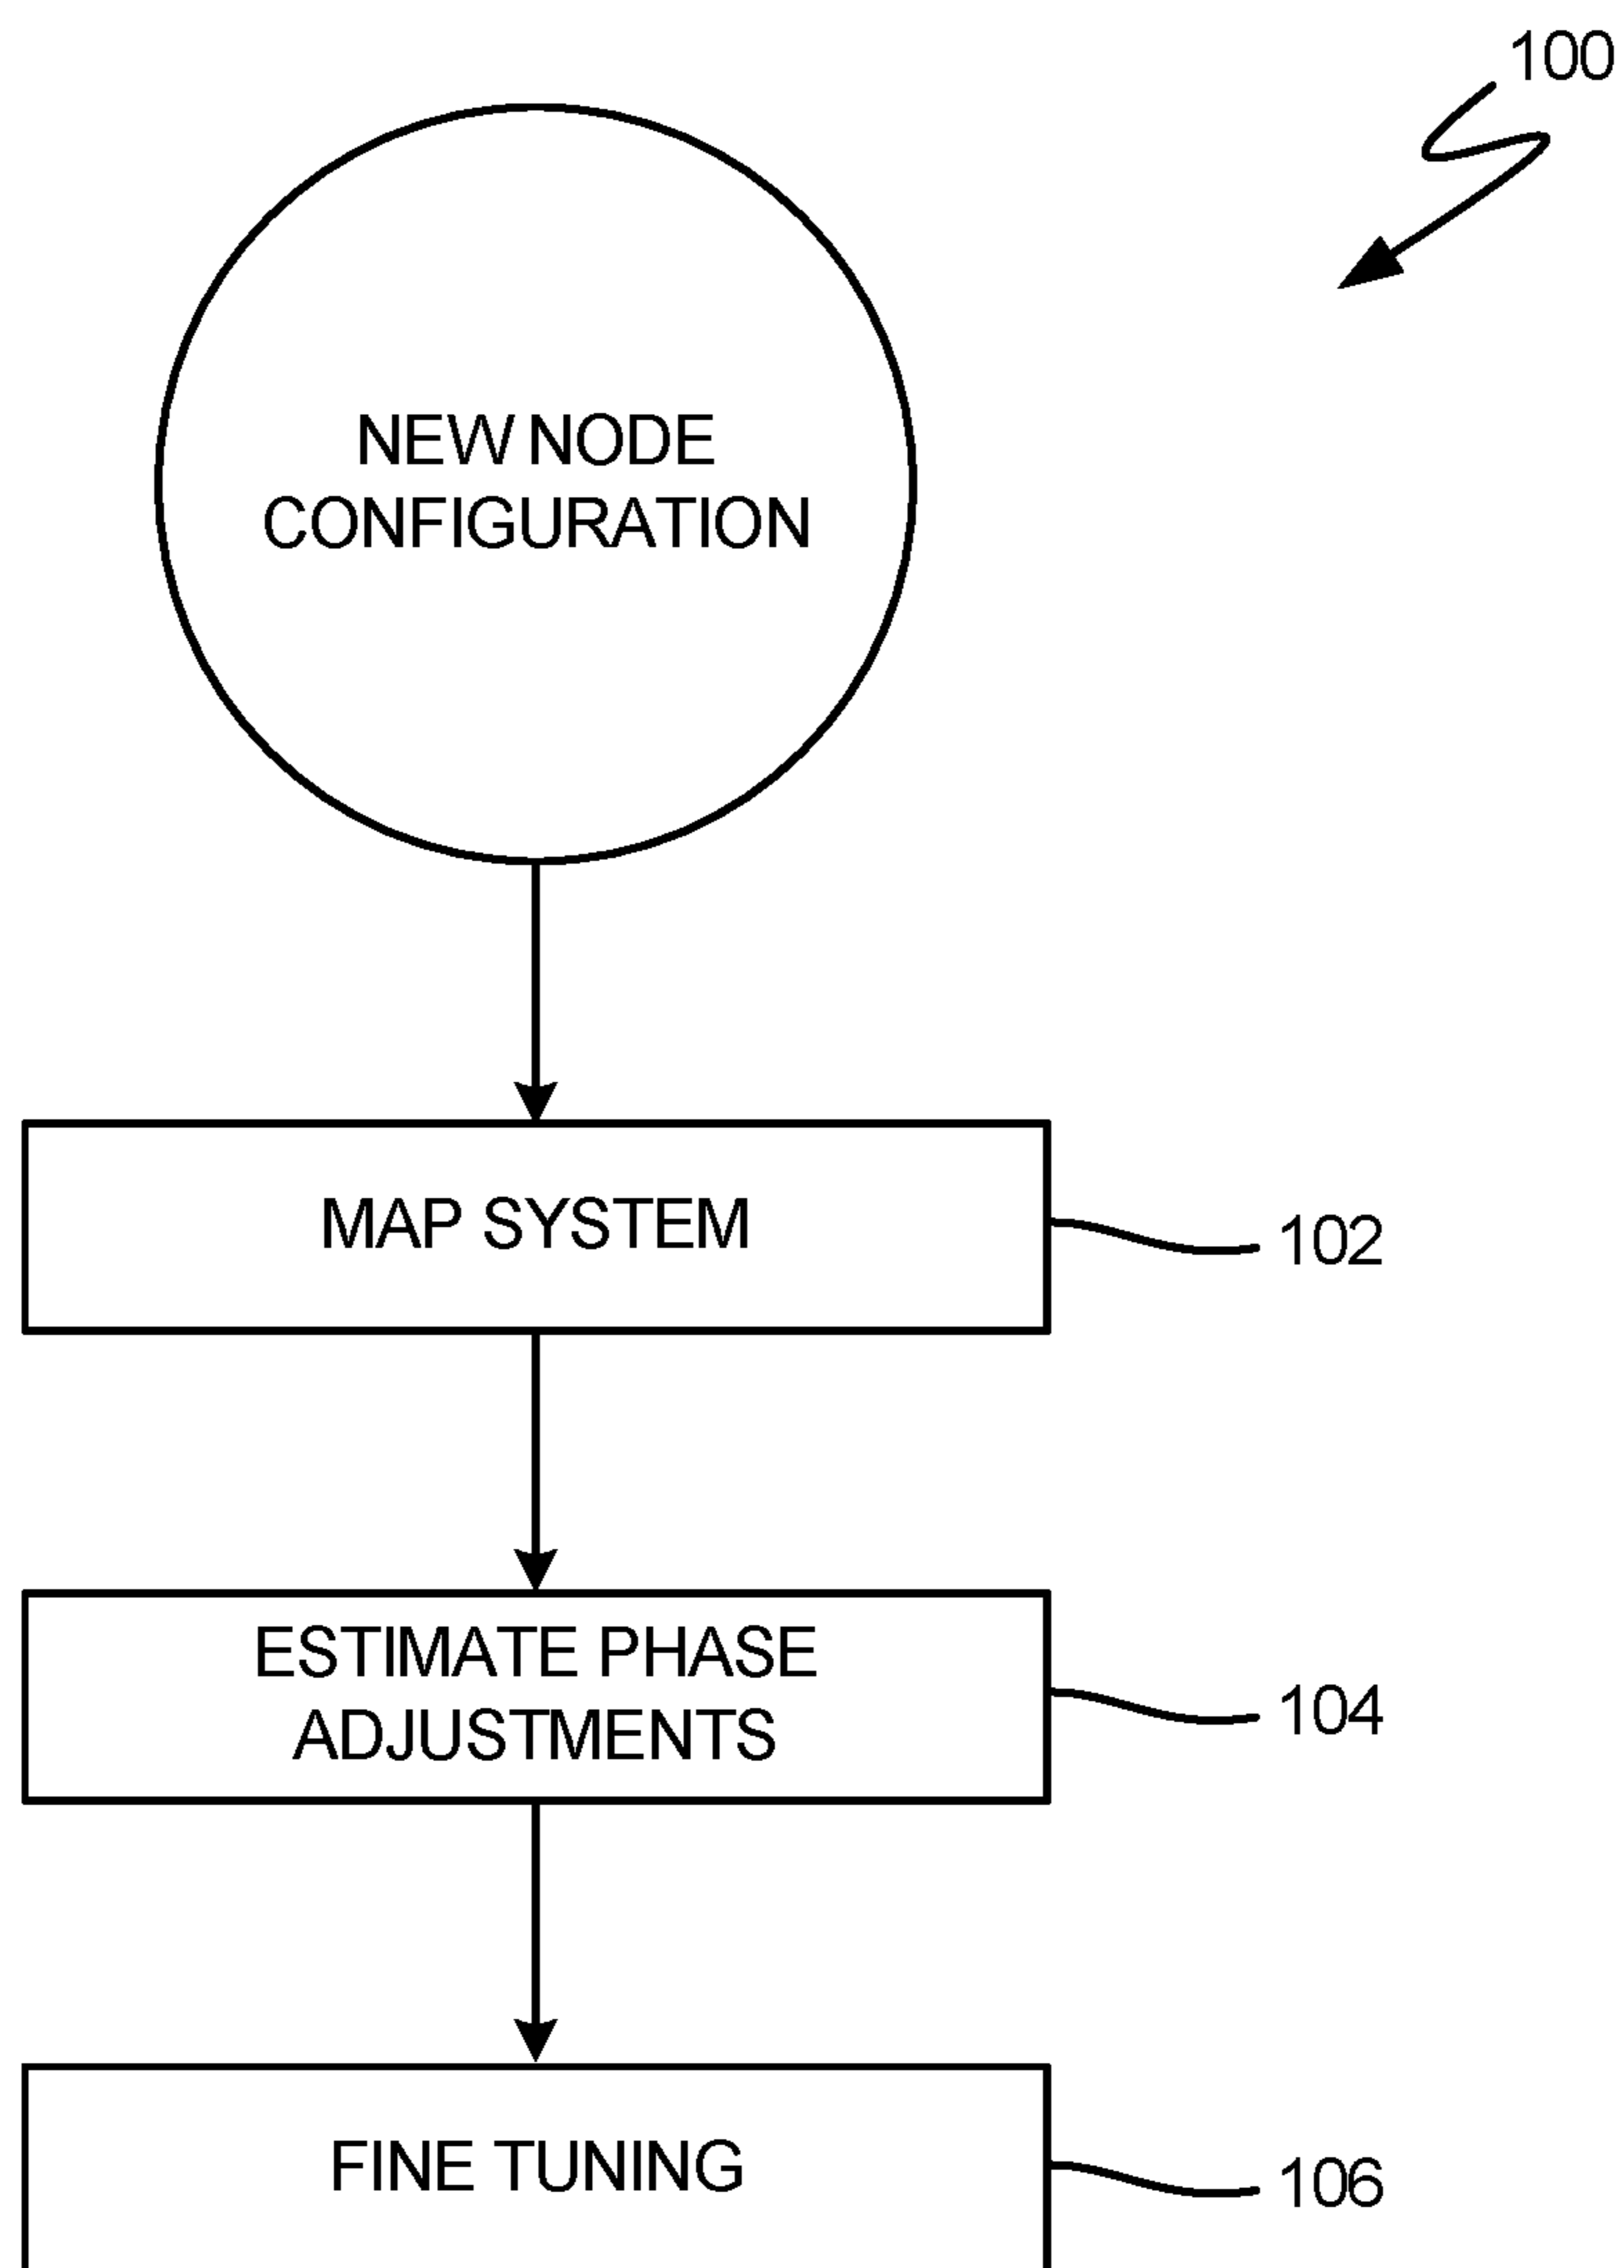 100
NEW NODE
CONFIGURATION
MAP SYSTEM
102
ESTIMATE PHASE
ADJUSTMENTS
104
FINE TUNING
106